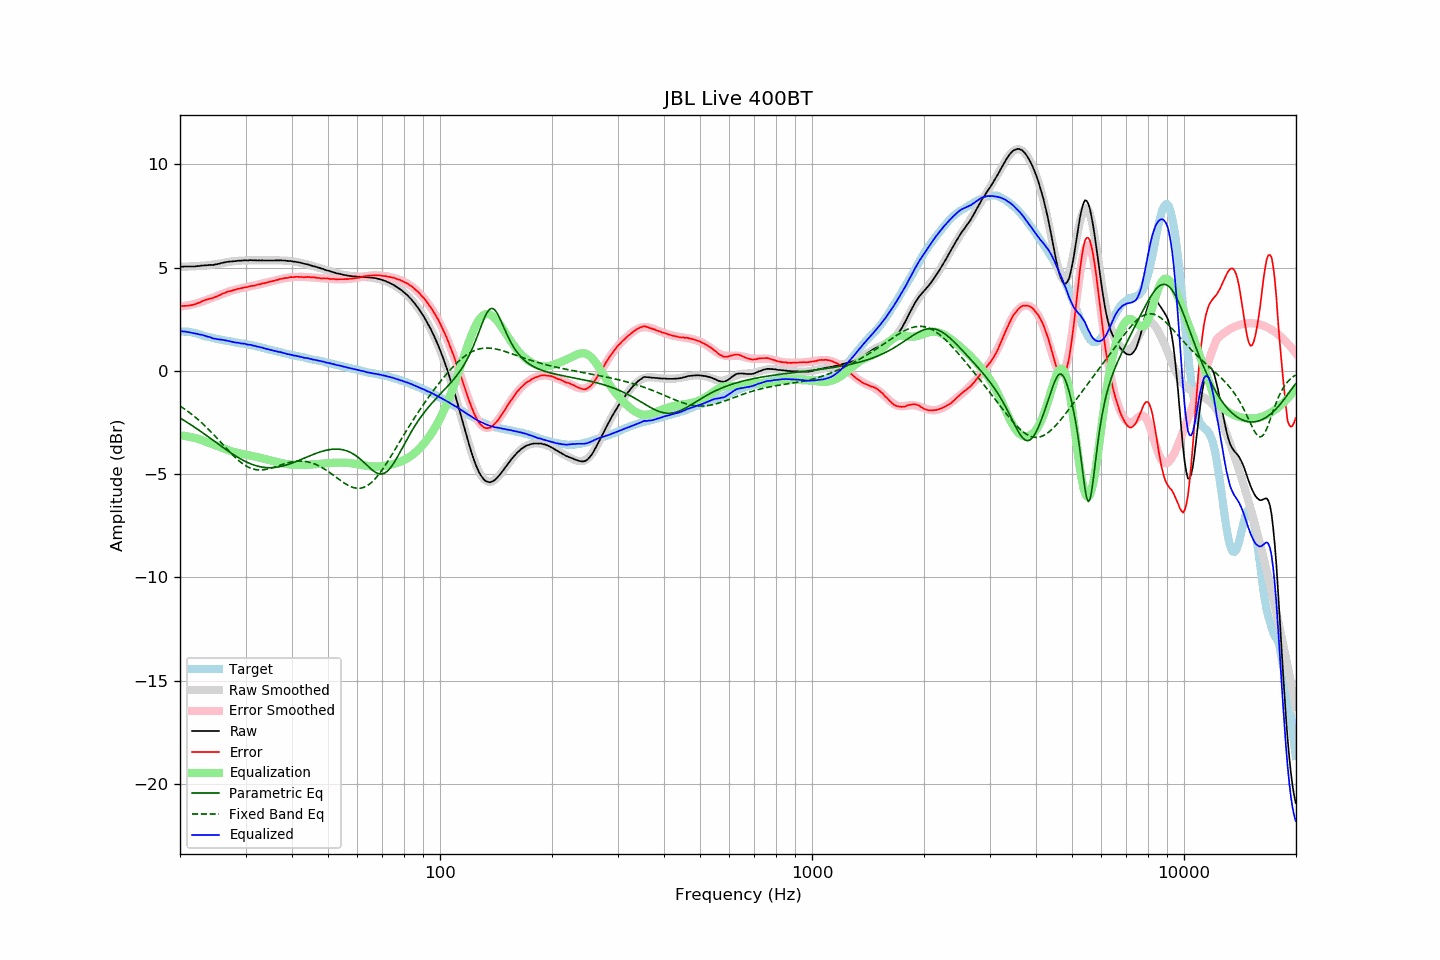 JBL Live 400BT
Amplitude (dBr)
10
5
0
−5
−10
−15
−20
Target
Raw Smoothed
Error Smoothed
Raw
Error
Equalization
Parametric Eq
Fixed Band Eq
Equalized
100
1000
10000
Frequency (Hz)